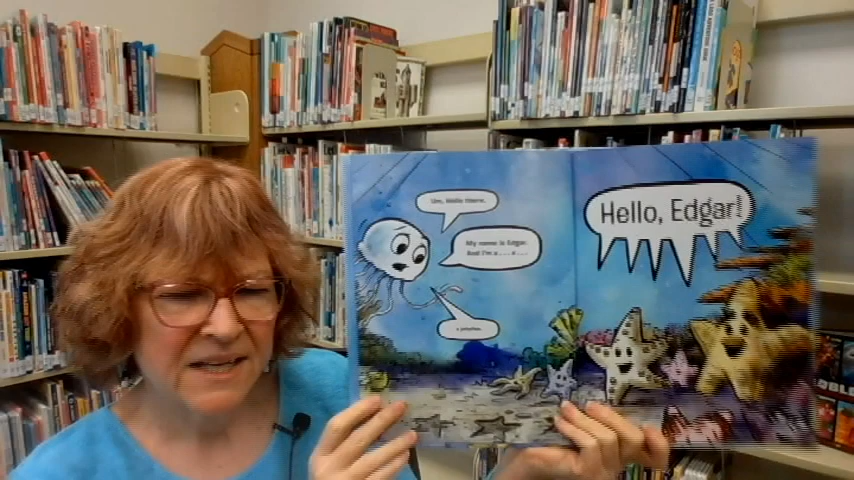 Um, Hello there.
My name is Edgar.
And I'm a . . . a . . .
a jellyfish.
Hello, Edgar!